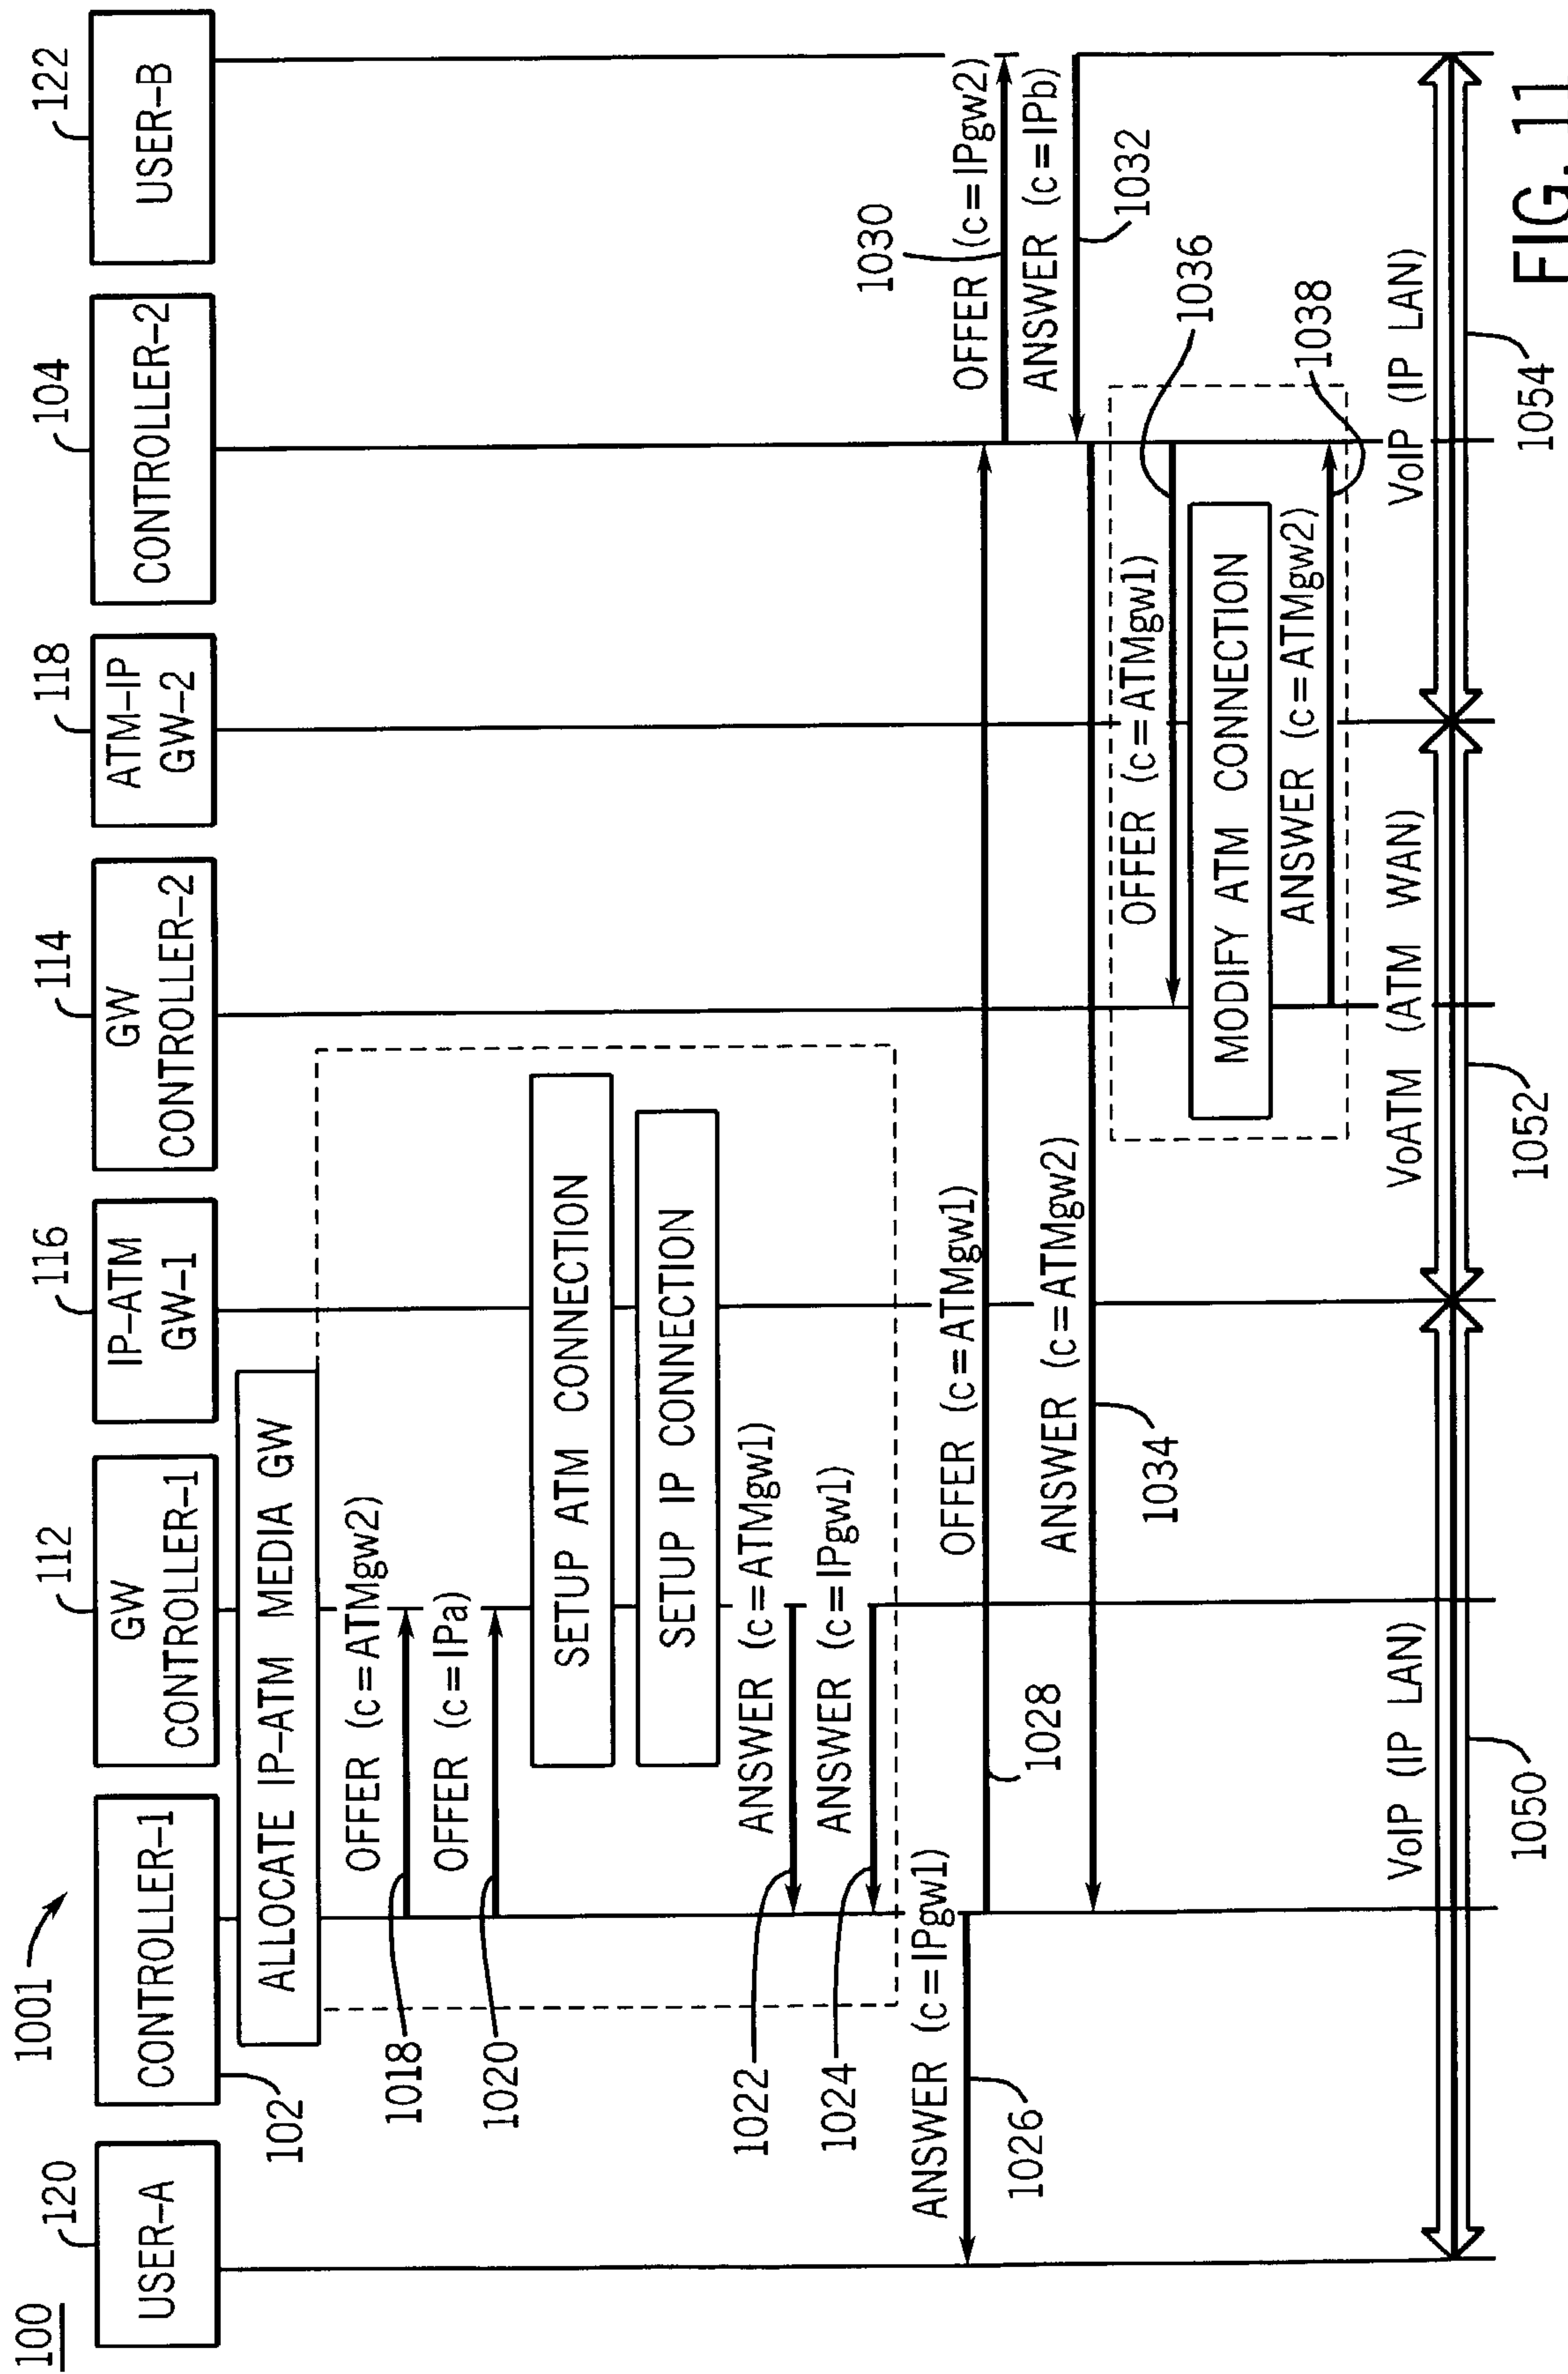 100
1001
120
USER-A
102
CONTROLLER-1
112
GW
CONTROLLER-1
116
IP-ATM
GW-1
114
GW
CONTROLLER-2
118
ATM-IP
GW-2
104
CONTROLLER-2
122
USER-B
ALLOCATE IP-ATM MEDIA GW
OFFER (c=ATMgw2)
1018
OFFER (c=IPa)
1020
SETUP ATM CONNECTION
SETUP IP CONNECTION
ANSWER (c=ATMgw1)
1022
ANSWER (c=IPgw1)
1024
ANSWER (c=IPgw1)
1026
OFFER (c=ATMgw1)
1028
OFFER (c=IPgw2)
1030
ANSWER (c=IPb)
1032
ANSWER (c=ATMgw2)
1034
OFFER (c=ATMgw1)
1036
MODIFY ATM CONNECTION
ANSWER (c=ATMgw2)
1038
VoIP (IP LAN)
VoATM (ATM WAN)
VoIP (IP LAN)
1050
1052
1054
FIG. 11